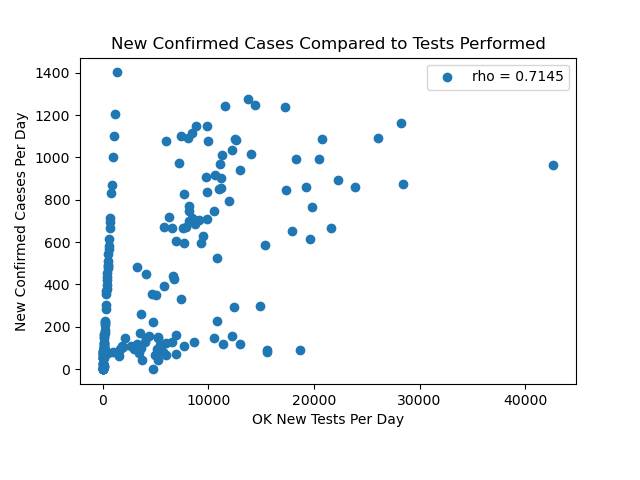 New Confirmed Cases Compared to Tests Performed
rho = 0.7145
New Confirmed Caeses Per Day
1400
1200
1000
800
600
400
200
0
0 10000 20000 30000 40000
OK New Tests Per Day